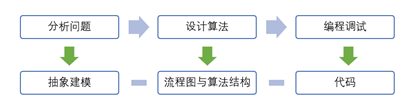 分析问题
设计算法
编程调试
抽象建模
流程图与算法结构
代码